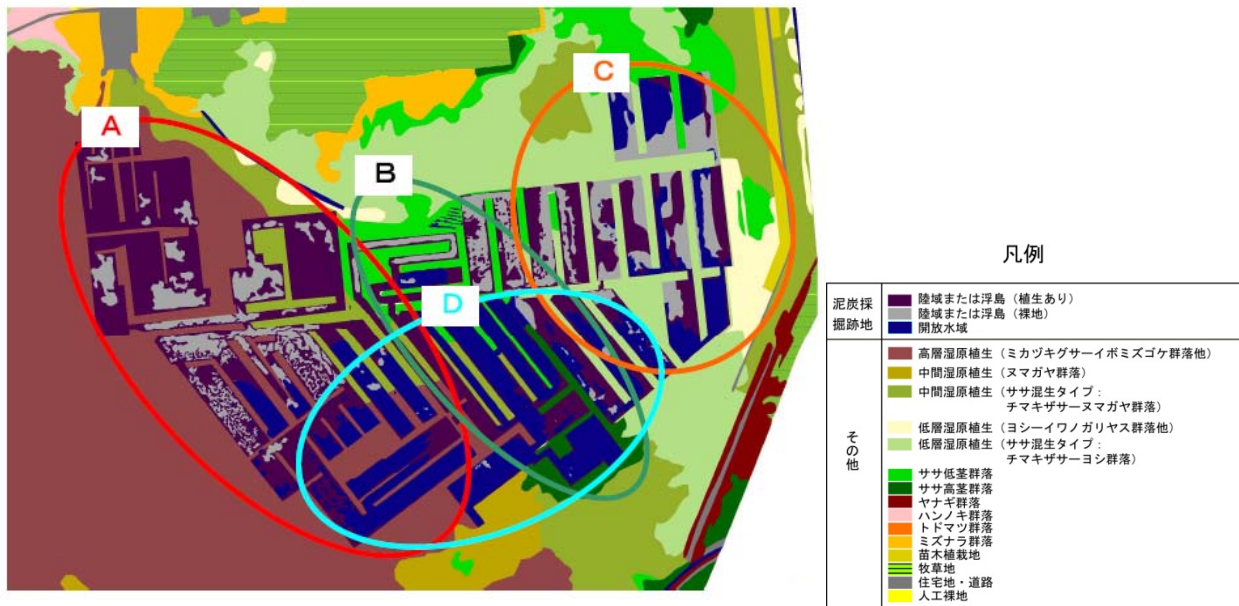 A
B
C
D
凡例
泥炭採
掘跡地
陸域または浮島（植生あり）
陸域または浮島（裸地）
開放水域
その他
高層湿原植生（ミカヅキグサーイボミズゴケ群落他）
中間湿原植生（ヌマガヤ群落）
中間湿原植生（ササ混生タイプ：
チマキザサーヌマガヤ群落）
低層湿原植生（ヨシーイワノガリヤス群落他）
低層湿原植生（ササ混生タイプ：
チマキザサーヨシ群落）
ササ低茎群落
ササ高茎群落
ヤナギ群落
ハンノキ群落
トドマツ群落
ミズナラ群落
苗木植栽地
牧草地
住宅地・道路
人工裸地